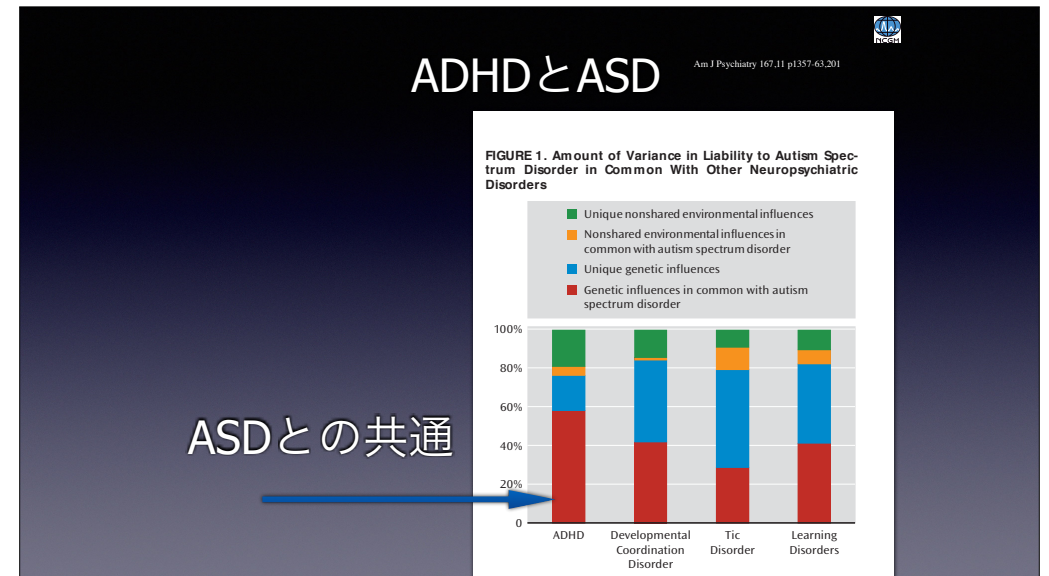 NCGM
ADHDとASD
Am J Psychiatry 167,11 p1357-63,201
FIGURE 1. Amount of Variance in Liability to Autism Spec-
trum Disorder in Common With Other Neuropsychiatric
Disorders
Unique nonshared environmental influences
Nonshared environmental influences in
common with autism spectrum disorder
Unique genetic influences
Genetic influences in common with autism
spectrum disorder
100%
80%
60%
40%
20%
0
ASDとの共通
ADHD
Developmental
Coordination
Disorder
Tic
Disorder
Learning
Disorders